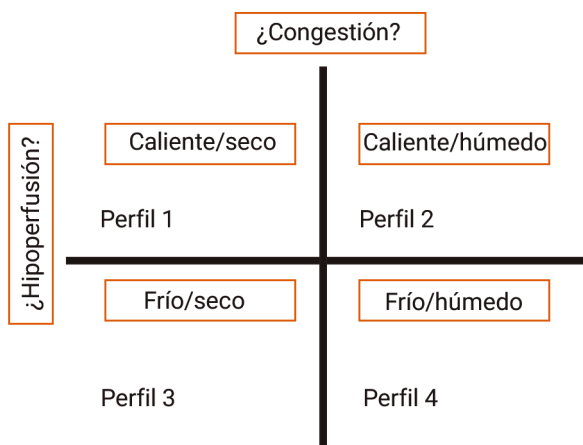 ¿Congestión?
¿Hipoperfusión?
Caliente/seco
Caliente/húmedo
Perfil 1
Perfil 2
Frío/seco
Frío/húmedo
Perfil 3
Perfil 4